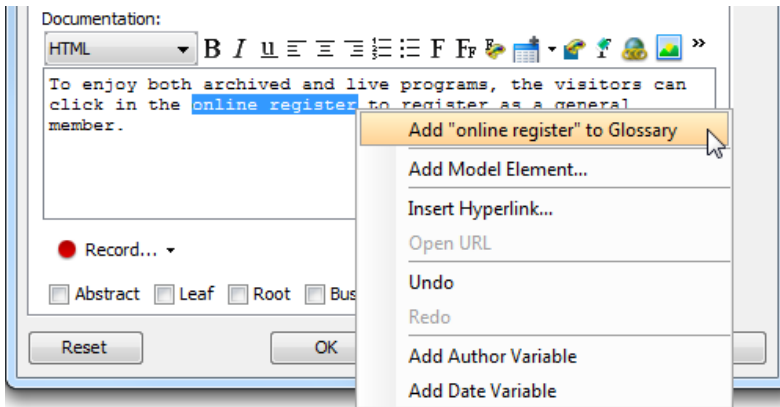 Documentation:
HTML B I u F FF »
To enjoy both archived and live programs, the visitors can
click in the online register to register as a general
member.
Add "online register" to Glossary
Add Model Element...
Insert Hyperlink...
Open URL
Undo
Redo
Add Author Variable
Add Date Variable
Record...
Abstract Leaf Root Bus
Reset OK